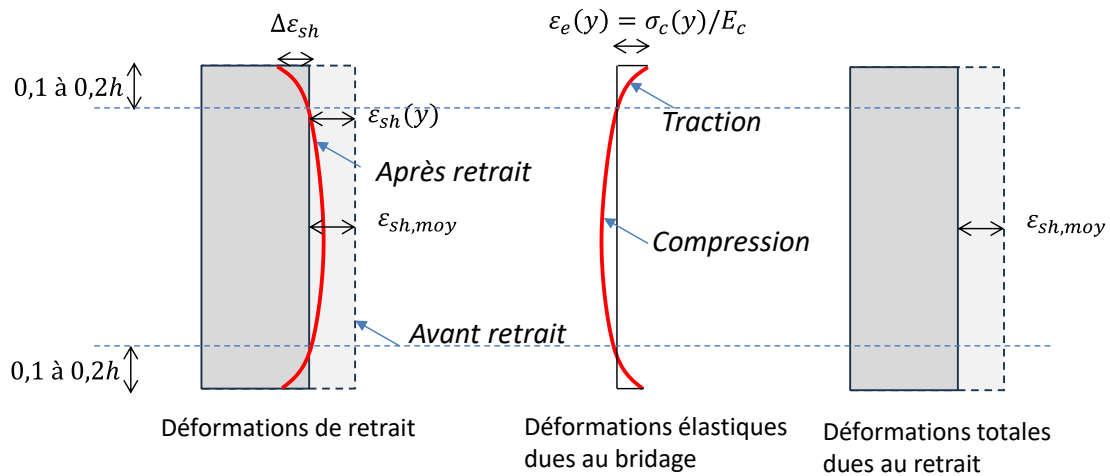 Δε_sh
ε_e(y) = σ_c(y)/E_c
0,1 à 0,2h
ε_sh(y)
Traction
Après retrait
ε_sh,moy
Compression
ε_sh,moy
Avant retrait
0,1 à 0,2h
Déformations de retrait
Déformations élastiques
dues au bridage
Déformations totales
dues au retrait